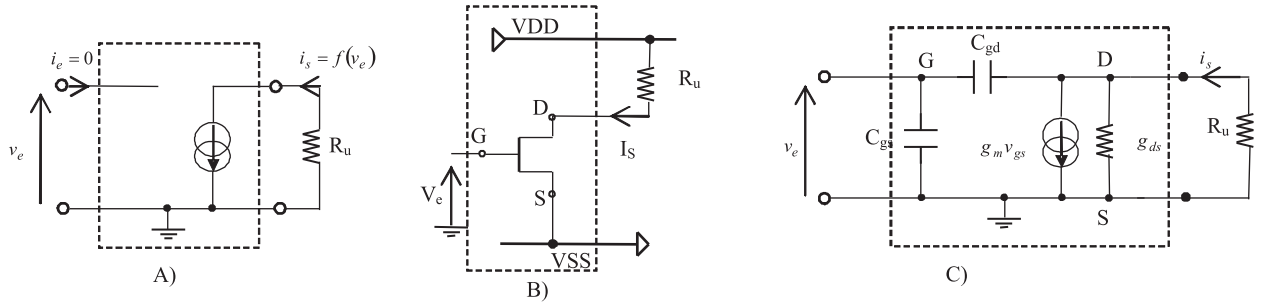 i_e = 0
i_s = f(v_e)
v_e
R_u
A)
VDD
R_u
D
G
I_S
V_e
S
VSS
B)
C_gd
G
D
i_s
C_gs
v_e
g_m v_gs
g_ds
R_u
S
C)